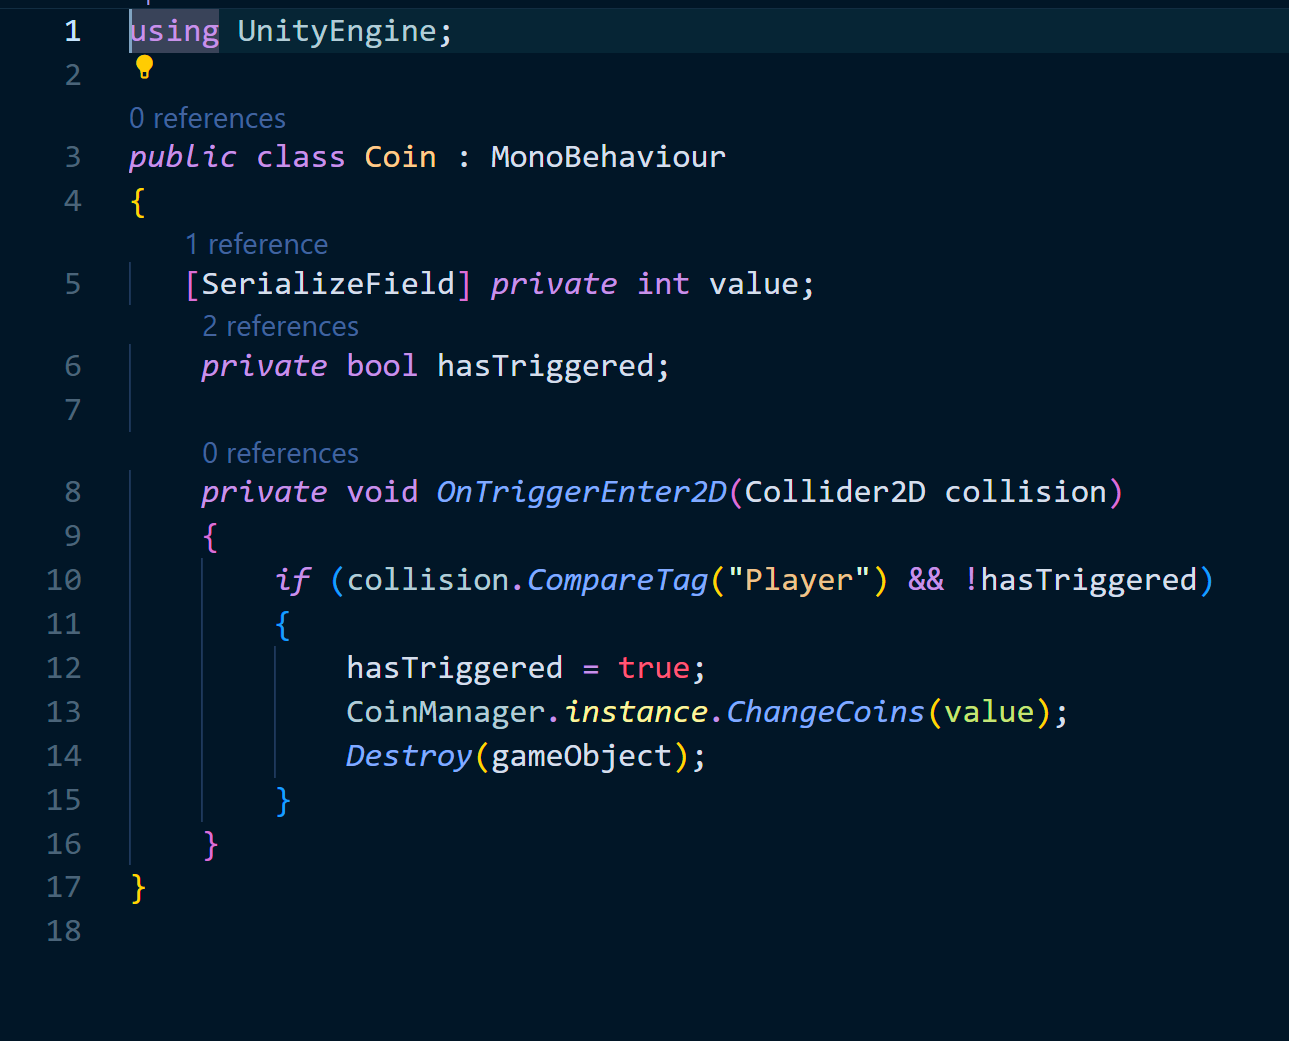 1 using UnityEngine;
2
0 references
3 public class Coin : MonoBehaviour
4 {
1 reference
5 [SerializeField] private int value;
2 references
6 private bool hasTriggered;
7
0 references
8 private void OnTriggerEnter2D(Collider2D collision)
9 {
10 if (collision.CompareTag("Player") && !hasTriggered)
11 {
12 hasTriggered = true;
13 CoinManager.instance.ChangeCoins(value);
14 Destroy(gameObject);
15 }
16 }
17 }
18